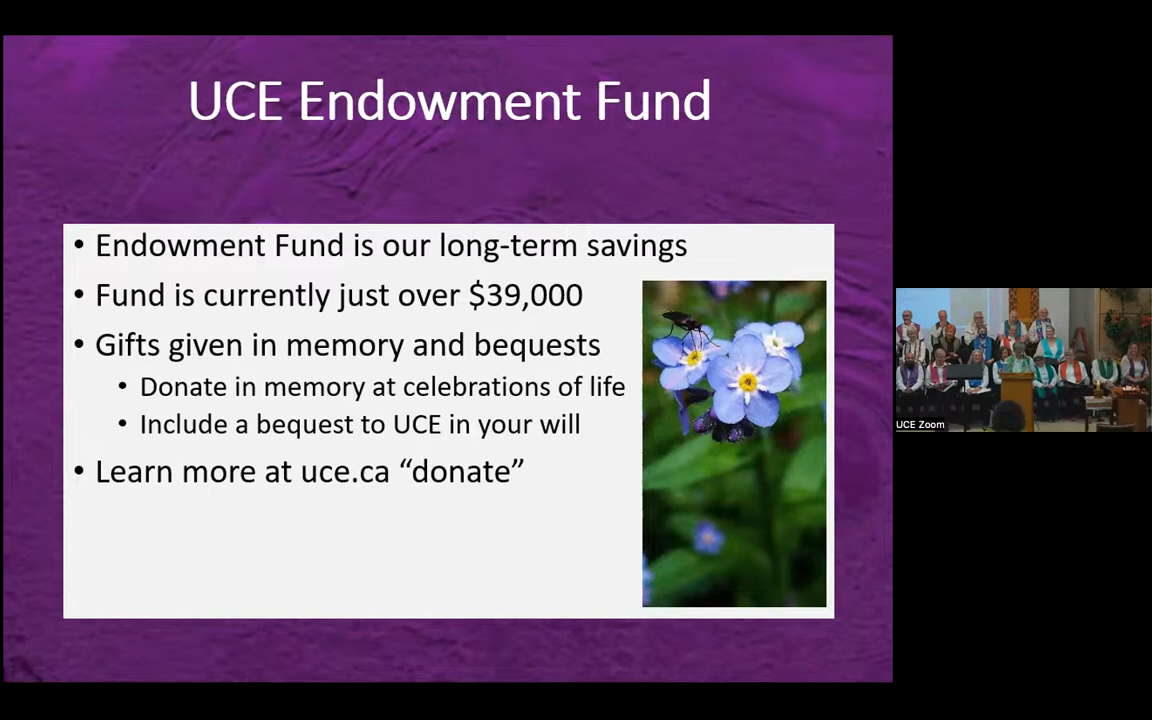 UCE Endowment Fund
• Endowment Fund is our long-term savings
• Fund is currently just over $39,000
• Gifts given in memory and bequests
• Donate in memory at celebrations of life
• Include a bequest to UCE in your will
• Learn more at uce.ca “donate”
UCE Zoom